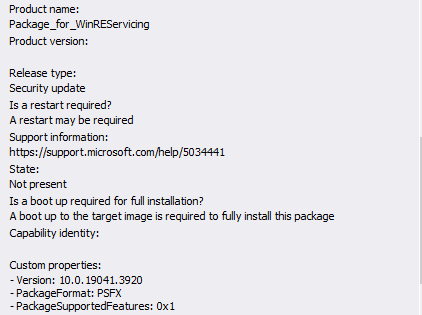 Product name:
Package_for_WinREServicing
Product version:
Release type:
Security update
Is a restart required?
A restart may be required
Support information:
https://support.microsoft.com/help/5034441
State:
Not present
Is a boot up required for full installation?
A boot up to the target image is required to fully install this package
Capability identity:
Custom properties:
- Version: 10.0.19041.3920
- PackageFormat: PSFX
- PackageSupportedFeatures: 0x1